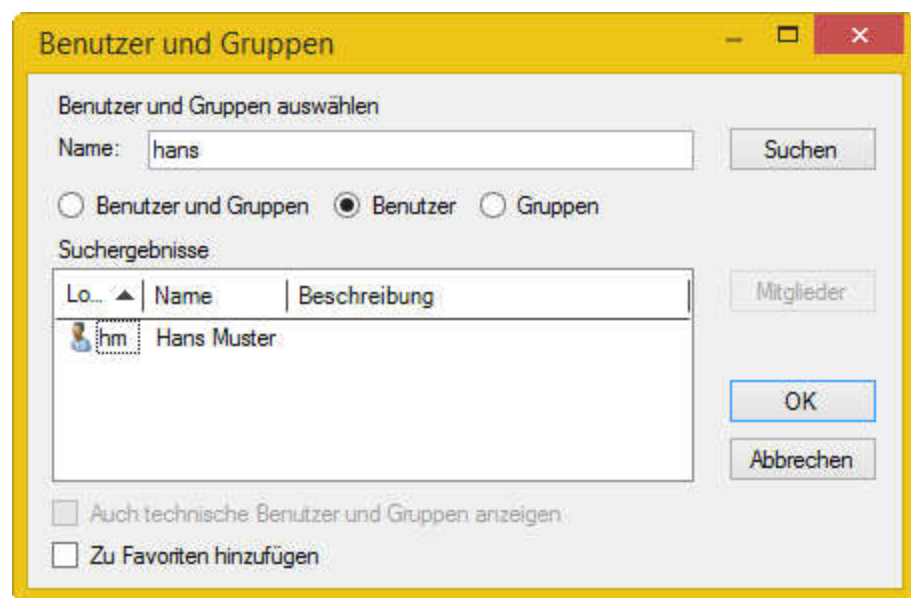 Benutzer und Gruppen
Benutzer und Gruppen auswählen
Name: hans Suchen
Benutzer und Gruppen Benutzer Gruppen
Suchergebnisse
Lo... Name Beschreibung Mitglieder
hm Hans Muster
OK
Abbrechen
Auch technische Benutzer und Gruppen anzeigen
Zu Favoriten hinzufügen